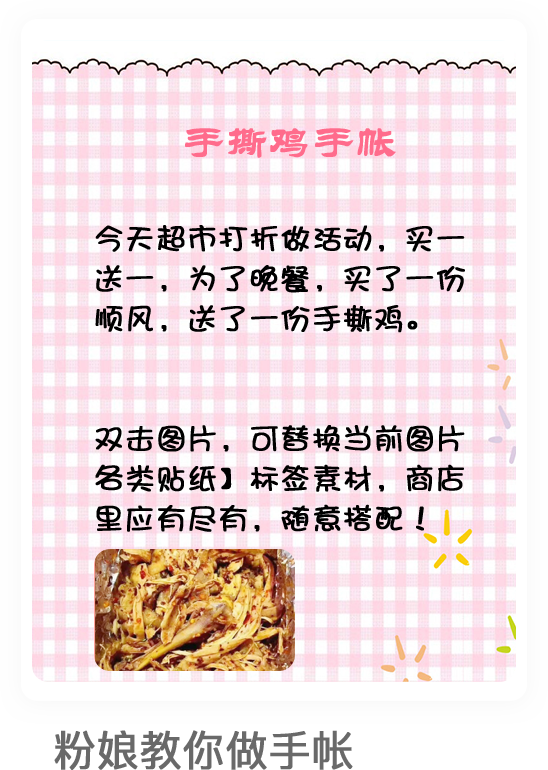 手撕鸡手帐
今天超市打折做活动，买一
送一，为了晚餐，买了一份
顺风，送了一份手撕鸡。
双击图片，可替换当前图片
各类贴纸】标签素材，商店
里应有尽有，随意搭配！
粉娘教你做手帐